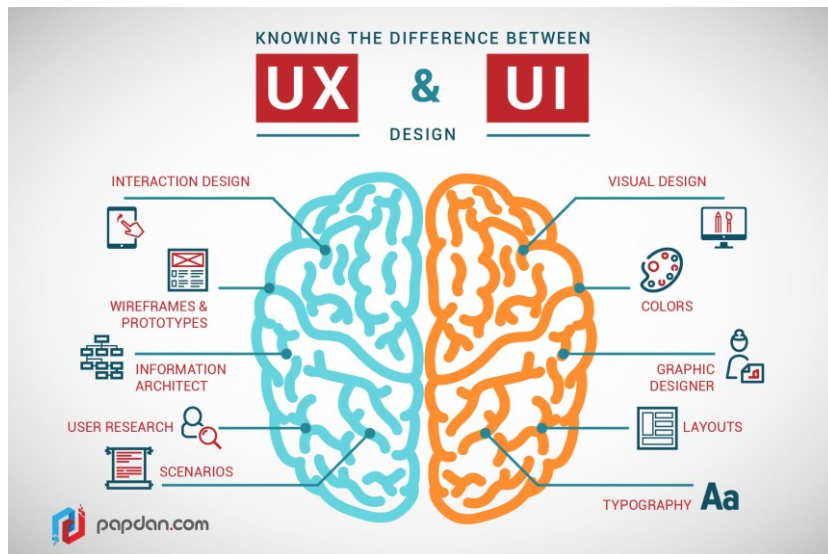 KNOWING THE DIFFERENCE BETWEEN
UX & UI
DESIGN
INTERACTION DESIGN
WIREFRAMES &
PROTOTYPES
INFORMATION
ARCHITECT
USER RESEARCH
SCENARIOS
VISUAL DESIGN
COLORS
GRAPHIC
DESIGNER
LAYOUTS
TYPOGRAPHY Aa
papdan.com